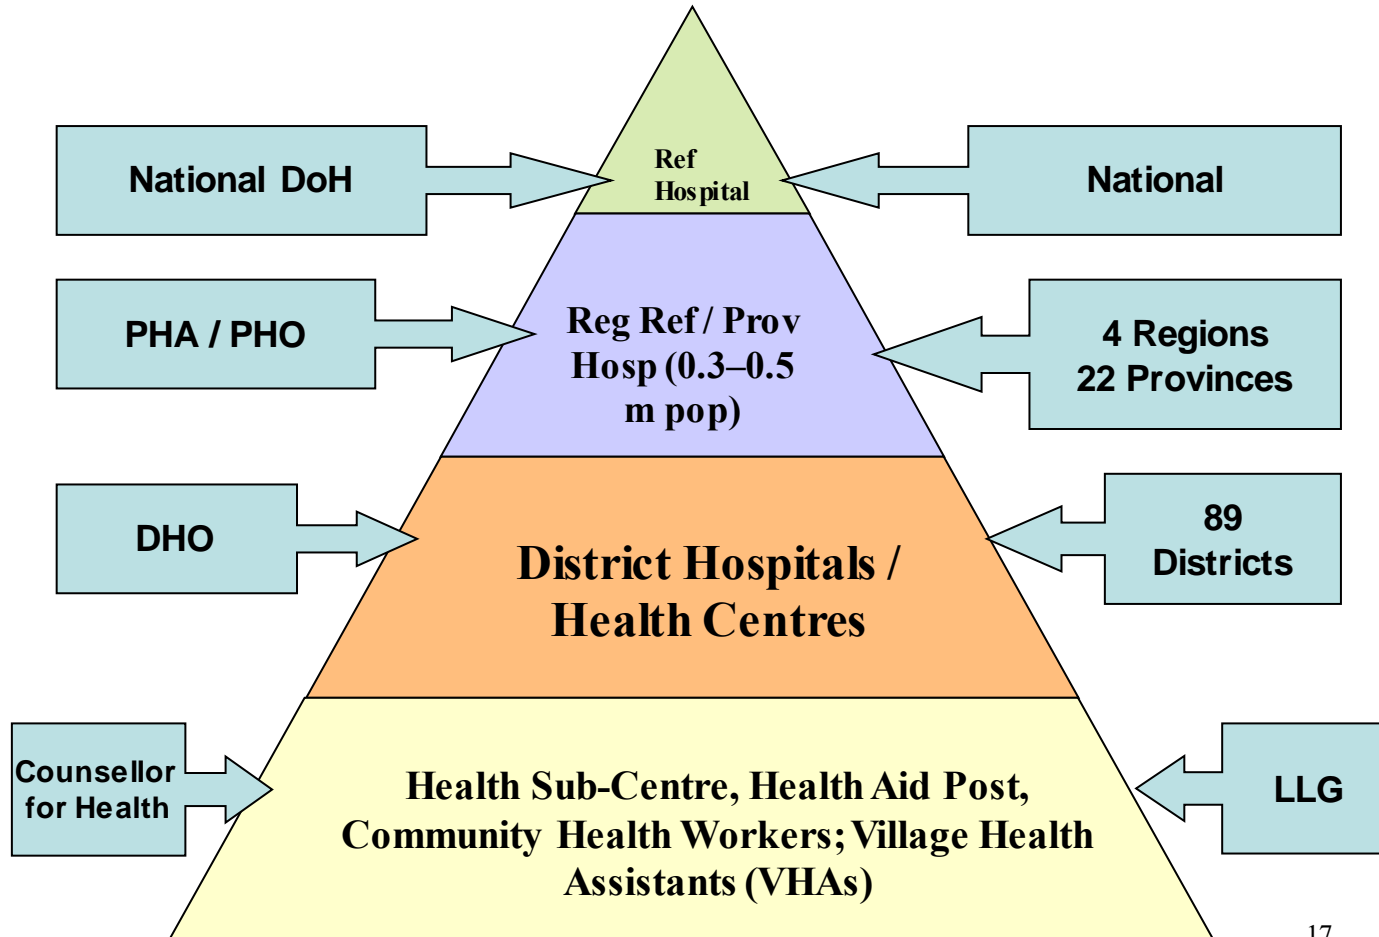 National DoH
Ref
Hospital
National
PHA / PHO
Reg Ref / Prov
Hosp (0.3–0.5
m pop)
4 Regions
22 Provinces
DHO
District Hospitals /
Health Centres
89
Districts
Counsellor
for Health
Health Sub-Centre, Health Aid Post,
Community Health Workers; Village Health
Assistants (VHAs)
LLG
17